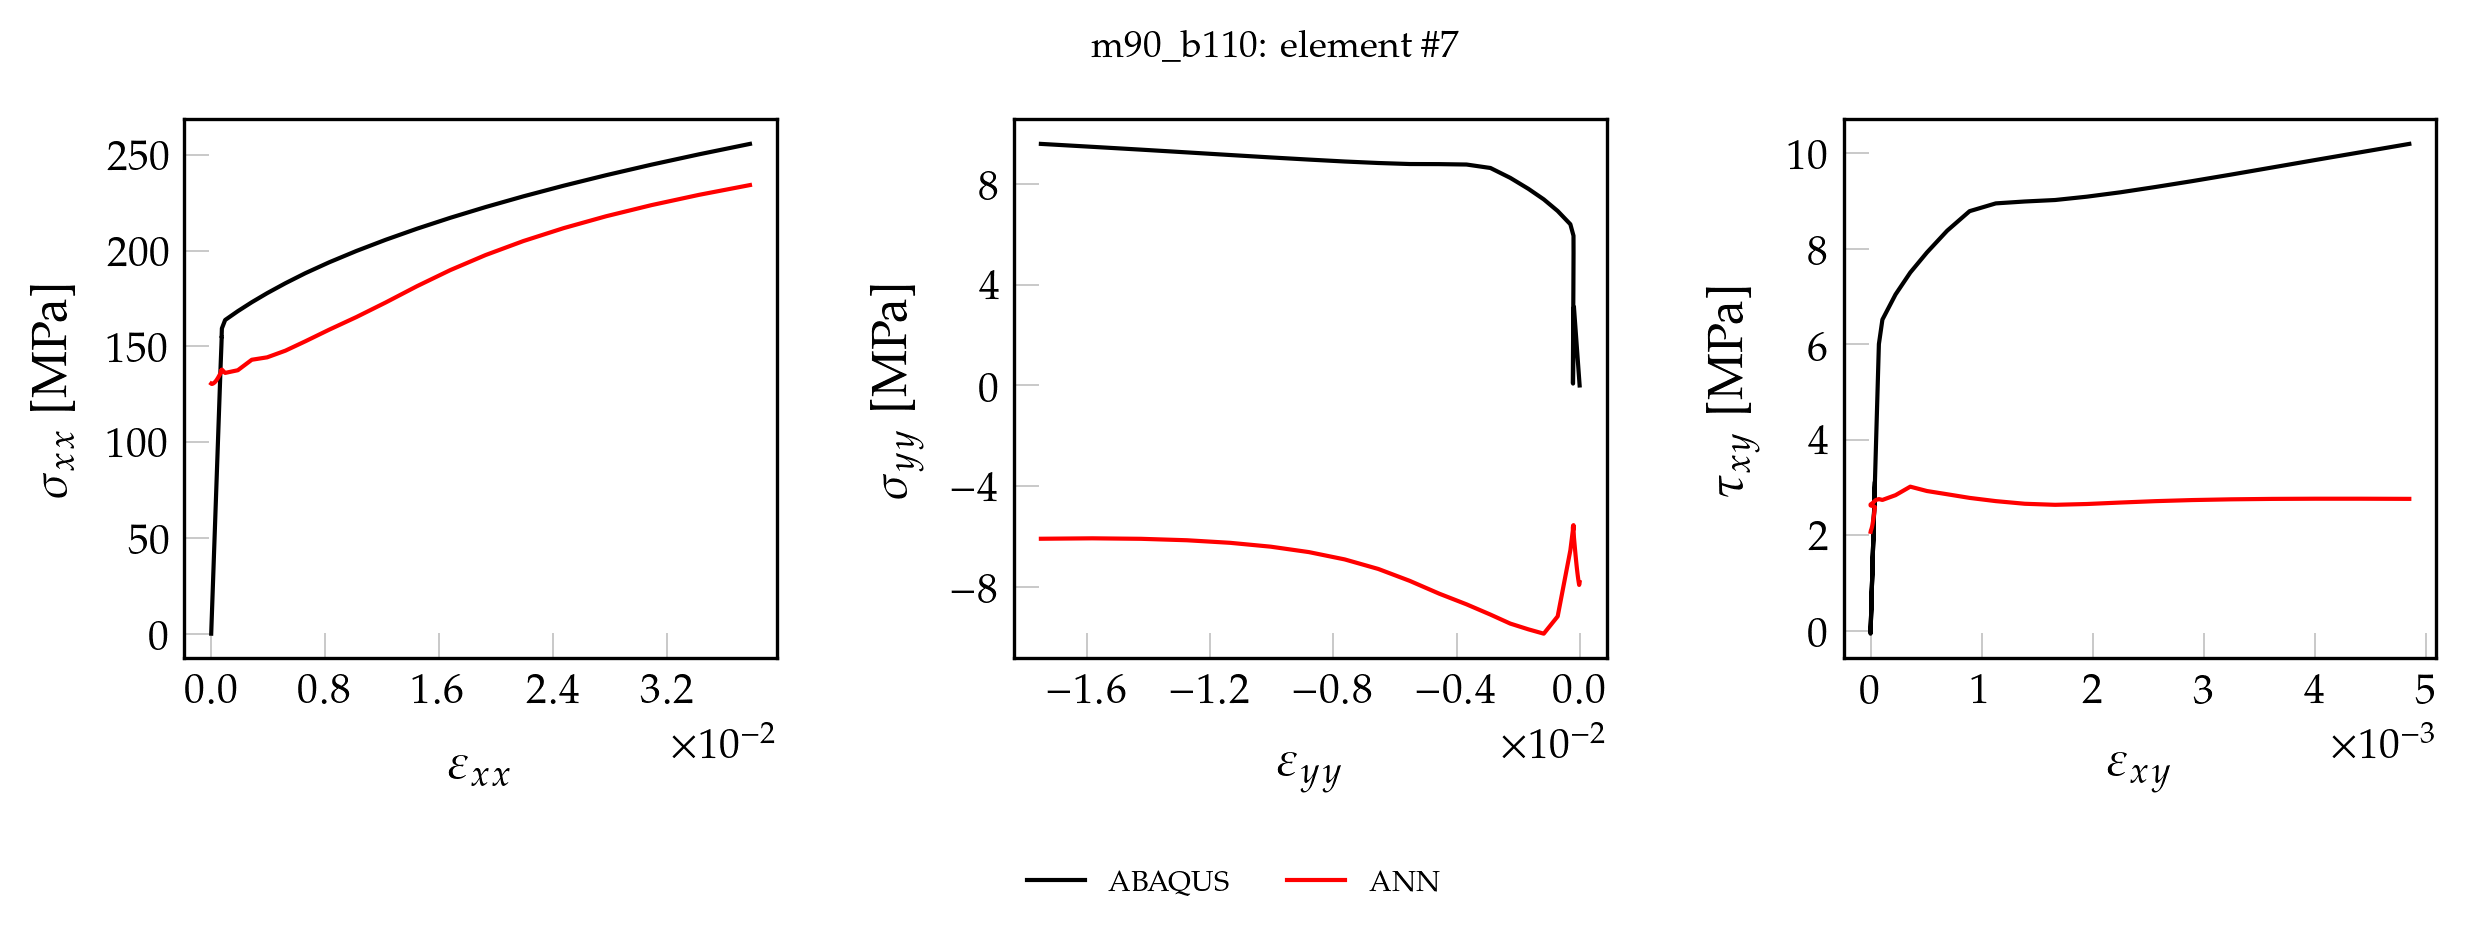 m90_b110: element #7
σxx [MPa]
250
200
150
100
50
0
0.0 0.8 1.6 2.4 3.2
×10⁻²
εxx
σyy [MPa]
8
4
0
−4
−8
−1.6 −1.2 −0.8 −0.4 0.0
×10⁻²
εyy
τxy [MPa]
10
8
6
4
2
0
0 1 2 3 4 5
×10⁻³
εxy
ABAQUS ANN